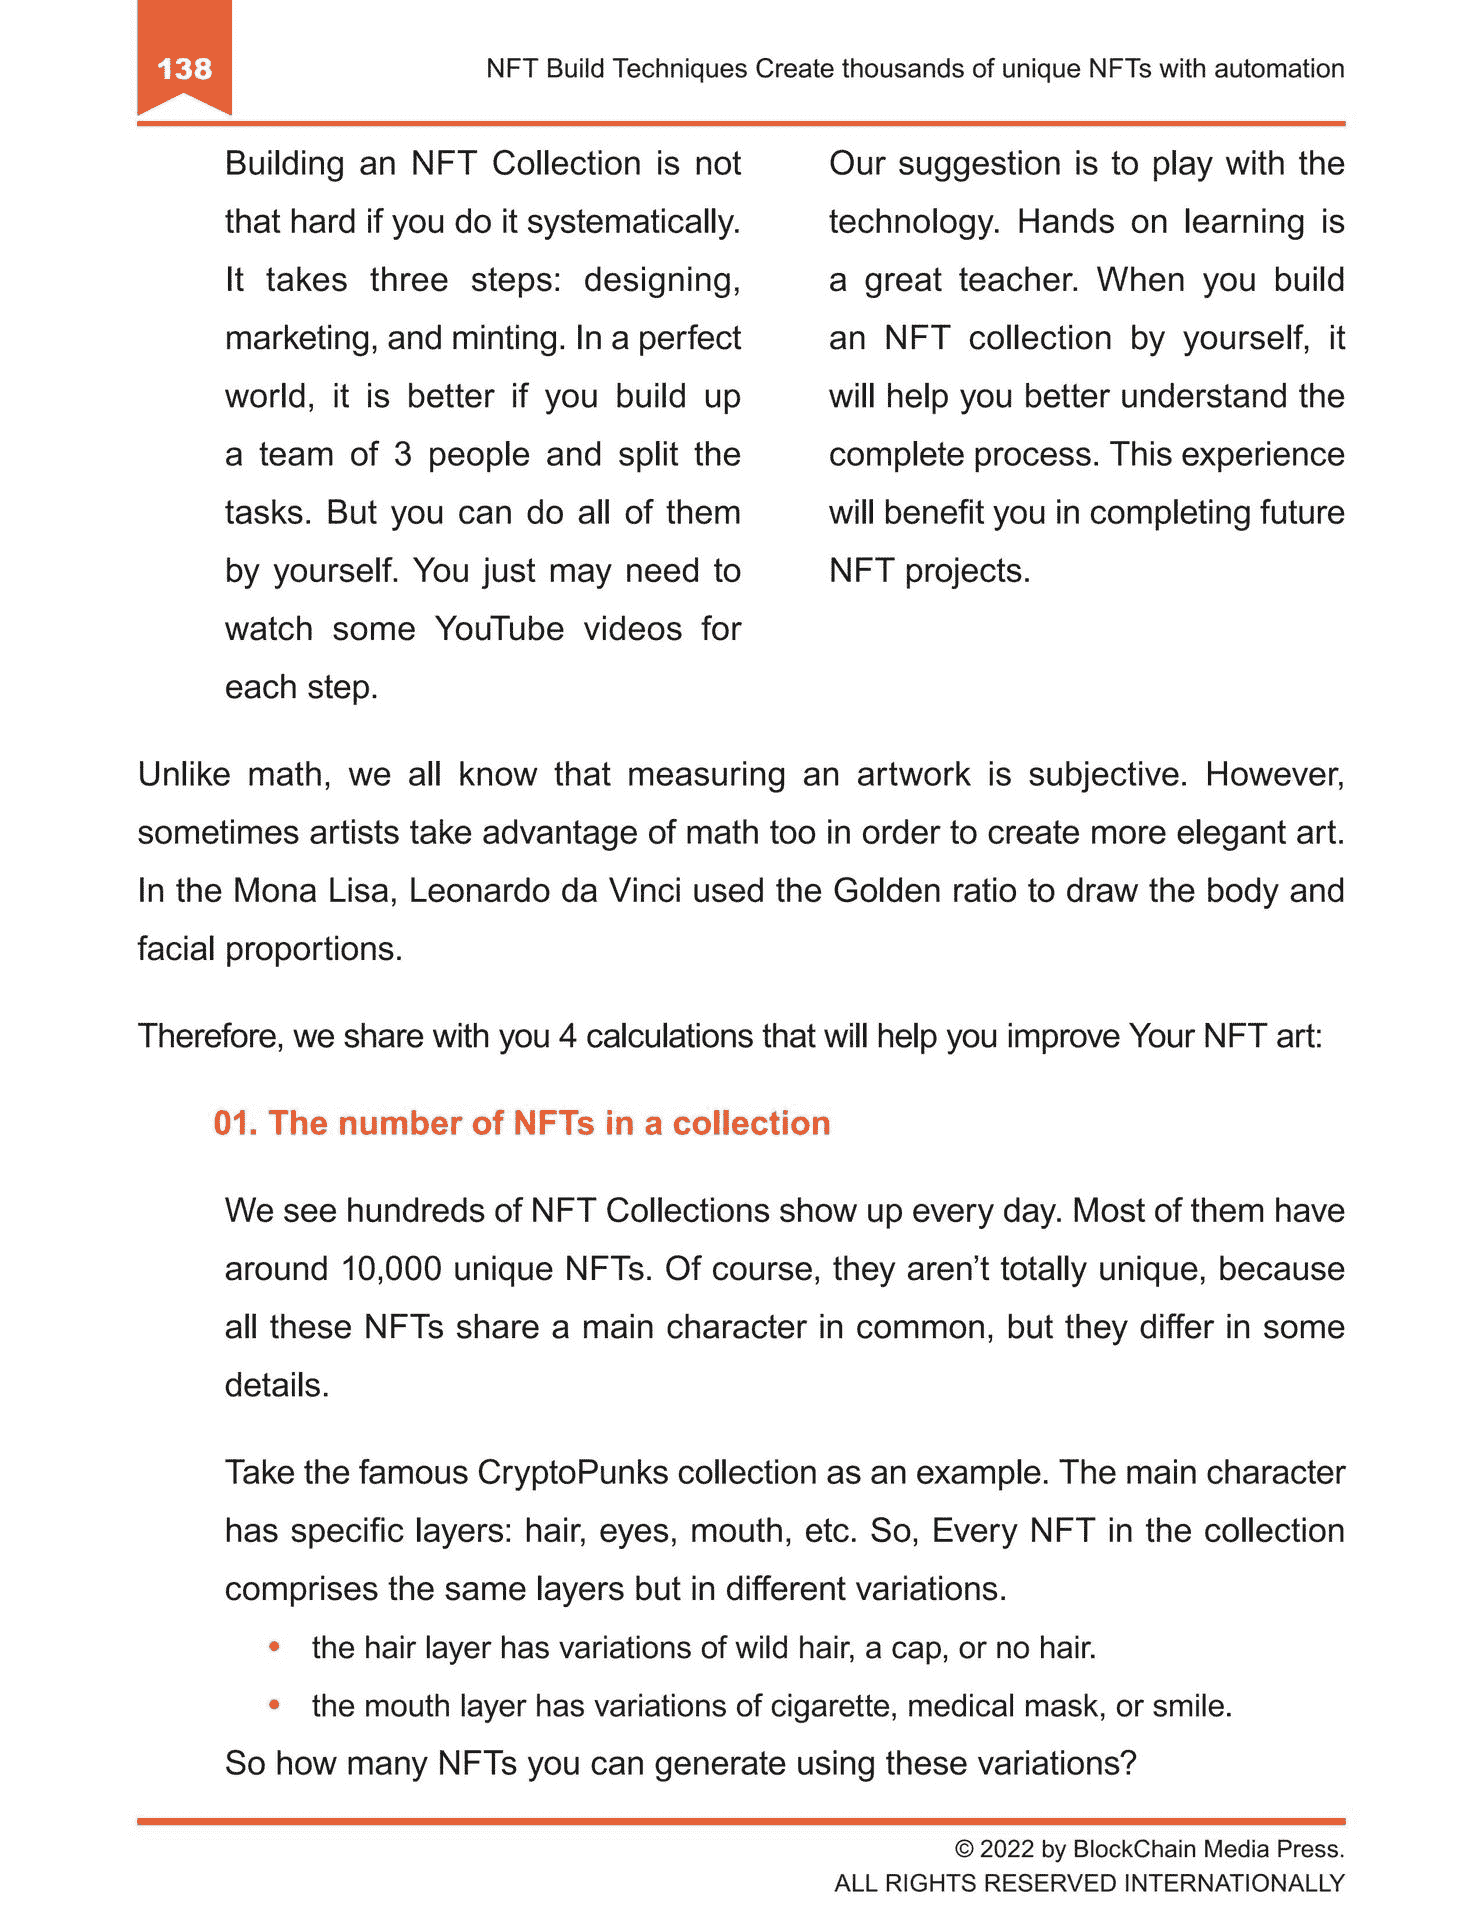 138
NFT Build Techniques Create thousands of unique NFTs with automation
Building an NFT Collection is not
that hard if you do it systematically.
It takes three steps: designing,
marketing, and minting. In a perfect
world, it is better if you build up
a team of 3 people and split the
tasks. But you can do all of them
by yourself. You just may need to
watch some YouTube videos for
each step.
Our suggestion is to play with the
technology. Hands on learning is
a great teacher. When you build
an NFT collection by yourself, it
will help you better understand the
complete process. This experience
will benefit you in completing future
NFT projects.
Unlike math, we all know that measuring an artwork is subjective. However,
sometimes artists take advantage of math too in order to create more elegant art.
In the Mona Lisa, Leonardo da Vinci used the Golden ratio to draw the body and
facial proportions.
Therefore, we share with you 4 calculations that will help you improve Your NFT art:
01. The number of NFTs in a collection
We see hundreds of NFT Collections show up every day. Most of them have
around 10,000 unique NFTs. Of course, they aren’t totally unique, because
all these NFTs share a main character in common, but they differ in some
details.
Take the famous CryptoPunks collection as an example. The main character
has specific layers: hair, eyes, mouth, etc. So, Every NFT in the collection
comprises the same layers but in different variations.
• the hair layer has variations of wild hair, a cap, or no hair.
• the mouth layer has variations of cigarette, medical mask, or smile.
So how many NFTs you can generate using these variations?
© 2022 by BlockChain Media Press.
ALL RIGHTS RESERVED INTERNATIONALLY